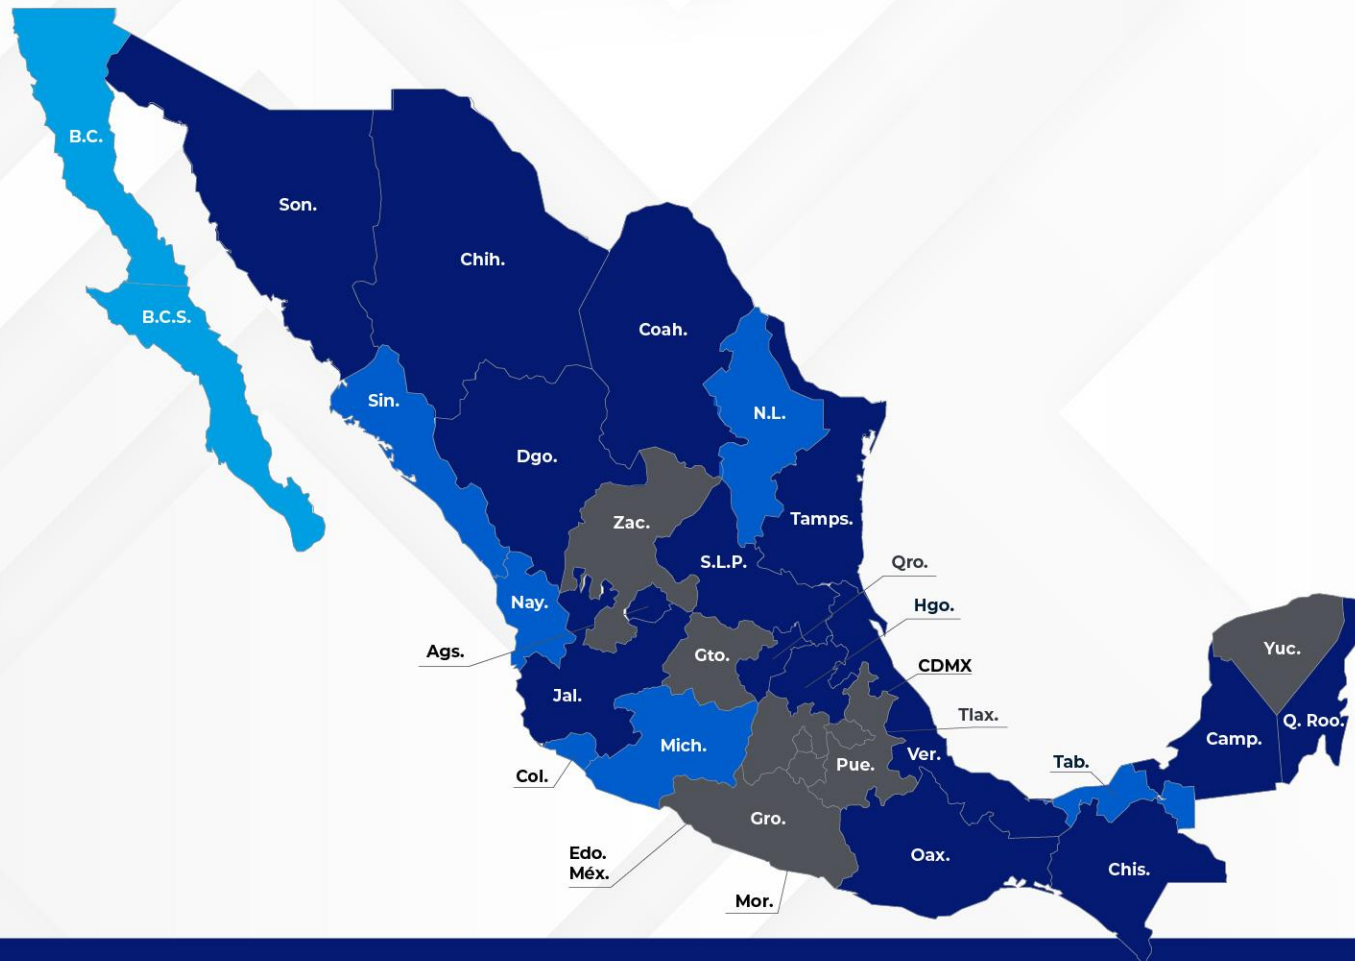 B.C.
Son.
Chih.
B.C.S.
Coah.
Sin.
N.L.
Dgo.
Zac.
Tamps.
S.L.P.
Qro.
Nay.
Hgo.
Ags.
Gto.
Yuc.
CDMX
Jal.
Tlax.
Q. Roo.
Mich.
Camp.
Ver.
Pue.
Tab.
Col.
Gro.
Edo.
Méx.
Oax.
Chis.
Mor.